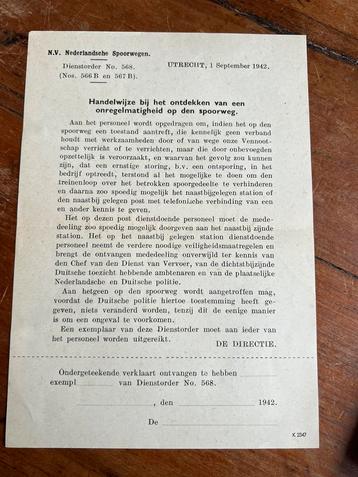 N.V. Nederlandsche Spoorwegen.
Dienstorder No. 568.
(Nos. 566 B en 567 B).
UTRECHT, 1 September 1942.
Handelwijze bij het ontdekken van een
onregelmatigheid op den spoorweg.
Aan het personeel wordt opgedragen om, indien het op den
spoorweg een toestand aantreft, die kennelijk geen verband
houdt met werkzaamheden door of van wege onze Vennoot-
schap verricht of te verrichten, maar die door onbevoegden
opzettelijk is veroorzaakt, en waarvan het gevolg zou kunnen
zijn, dat een ernstige storing, b.v. een ontsporing, in het
bedrijf optreedt, terstond al het mogelijke te doen om den
treinenloop over het betrokken spoorgedeelte te verhinderen
en daarna zoo spoedig mogelijk het naastbijgelegen station of
den naastbij gelegen post met telefonische verbinding van een
en ander kennis te geven.
Het op dezen post dienstdoende personeel moet de mede-
deeling zoo spoedig mogelijk doorgeven aan het naastbij zijnde
station. Het op het naastbij gelegen station dienstdoende
personeel neemt de verdere noodige veiligheidsmaatregelen en
brengt de ontvangen mededeeling onverwijld ter kennis van
den Chef van den Dienst van Vervoer, van de dichtstbijzijnde
Duitsche toezicht hebbende ambtenaren en van de plaatselijke
Nederlandsche en Duitsche politie.
Aan hetgeen op den spoorweg wordt aangetroffen mag,
voordat de Duitsche politie hiertoe toestemming heeft ge-
geven, niets veranderd worden, tenzij dit de eenige manier
is om een ongeval te voorkomen.
Een exemplaar van deze Dienstorder moet aan ieder van
het personeel worden uitgereikt.
DE DIRECTIE.
Ondergeteekende verklaart ontvangen te hebben
exempl van Dienstorder No. 568.
, den 1942.
De
K 2547